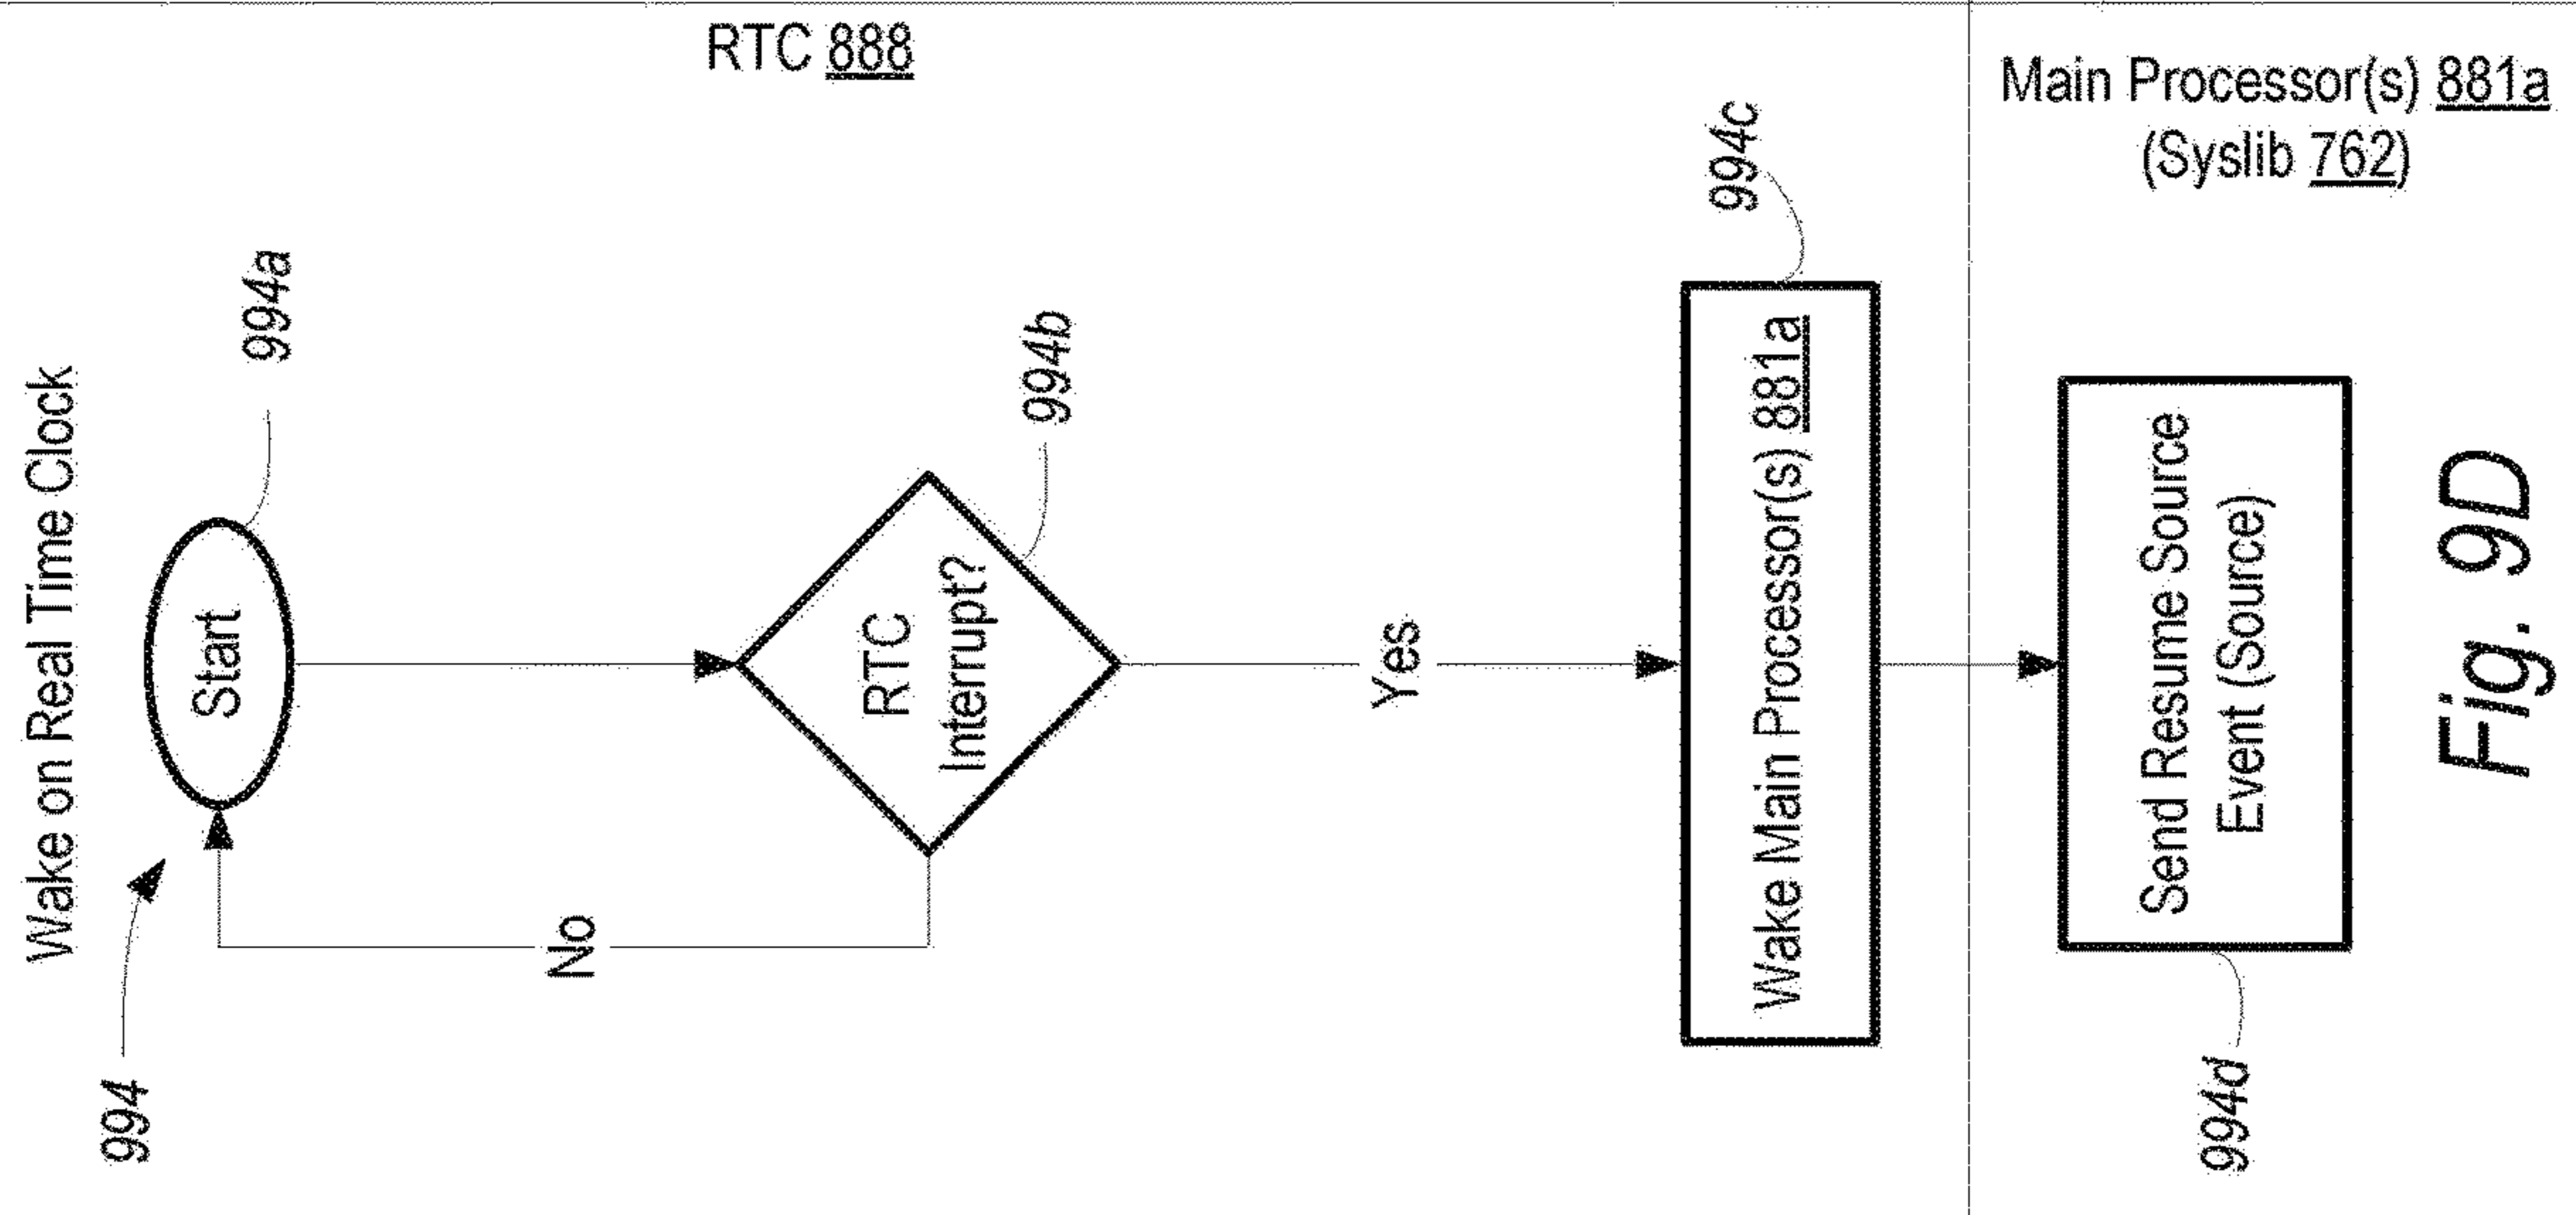 RTC 888
Main Processor(s) 881a
(Syslib 762)
Wake on Real Time Clock
994
Start
994a
No
RTC
Interrupt?
994b
Yes
Wake Main Processor(s) 881a
994c
Send Resume Source
Event (Source)
994d
Fig. 9D